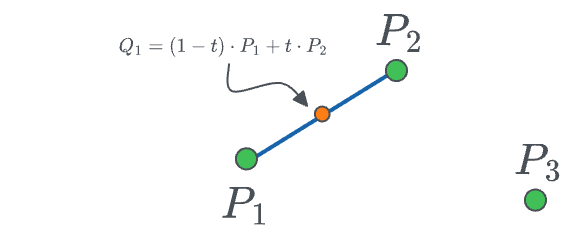 P₂
Q₁ = (1 − t) · P₁ + t · P₂
P₃
P₁